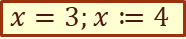 x = 3; x ≔ 4